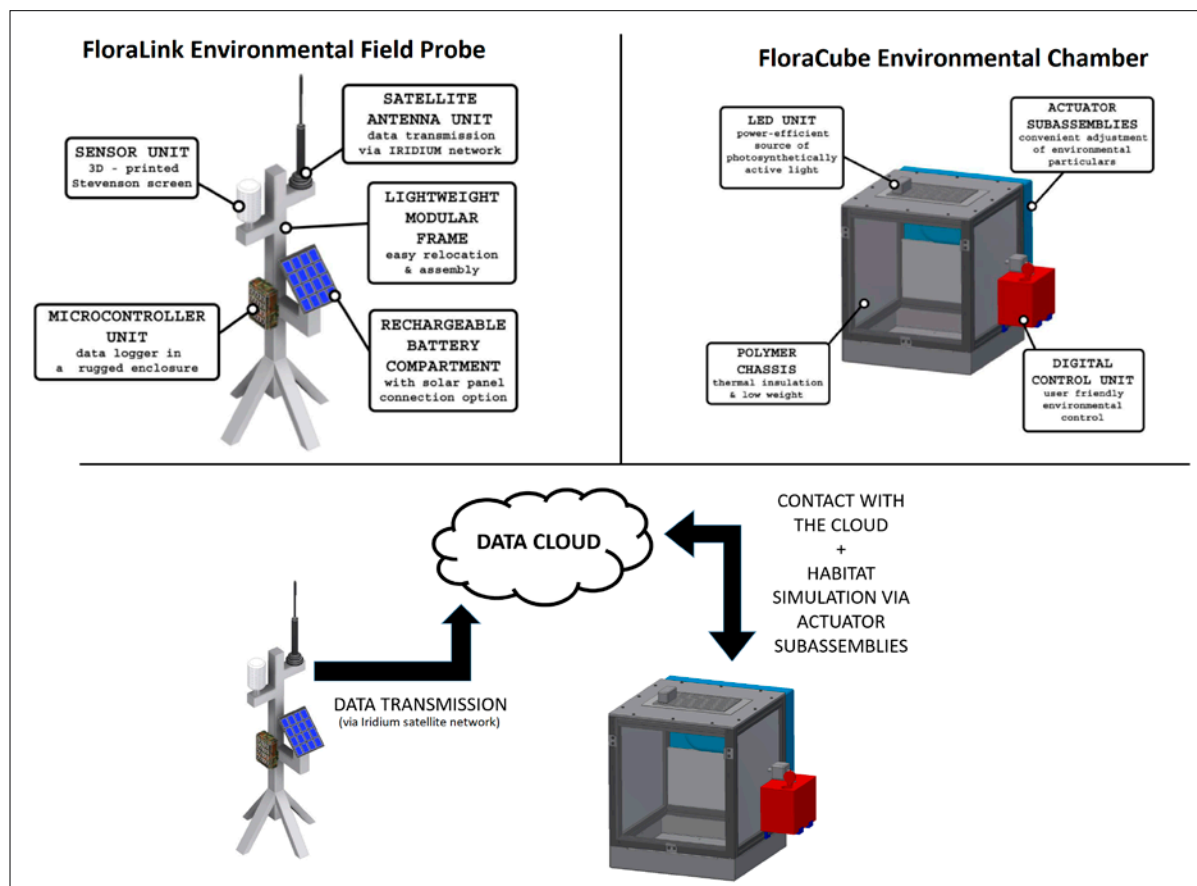 FloraLink Environmental Field Probe
SENSOR UNIT
3D - printed
Stevenson screen
SATELLITE
ANTENNA UNIT
data transmission
via IRIDIUM network
LIGHTWEIGHT
MODULAR
FRAME
easy relocation
& assembly
MICROCONTROLLER
UNIT
data logger in
a rugged enclosure
RECHARGEABLE
BATTERY
COMPARTMENT
with solar panel
connection option
FloraCube Environmental Chamber
LED UNIT
power-efficient
source of
photosynthetically
active light
ACTUATOR
SUBASSEMBLIES
convenient adjustment
of environmental
particulars
POLYMER
CHASSIS
thermal insulation
& low weight
DIGITAL
CONTROL UNIT
user friendly
environmental
control
DATA CLOUD
CONTACT WITH
THE CLOUD
+
HABITAT
SIMULATION VIA
ACTUATOR
SUBASSEMBLIES
DATA TRANSMISSION
(via Iridium satellite network)